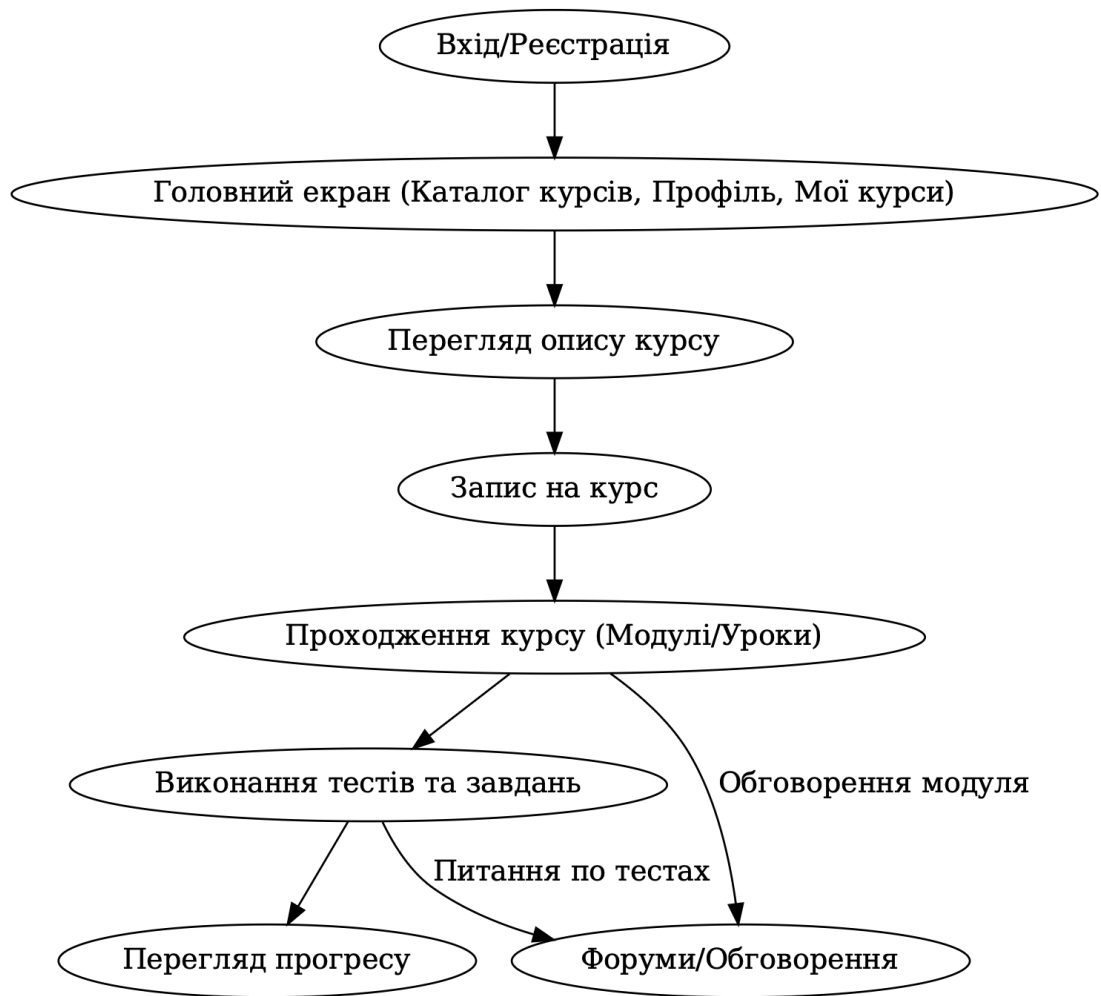 Вхід/Реєстрація
Головний екран (Каталог курсів, Профіль, Мої курси)
Перегляд опису курсу
Запис на курс
Проходження курсу (Модулі/Уроки)
Виконання тестів та завдань
Обговорення модуля
Питання по тестах
Перегляд прогресу
Форуми/Обговорення